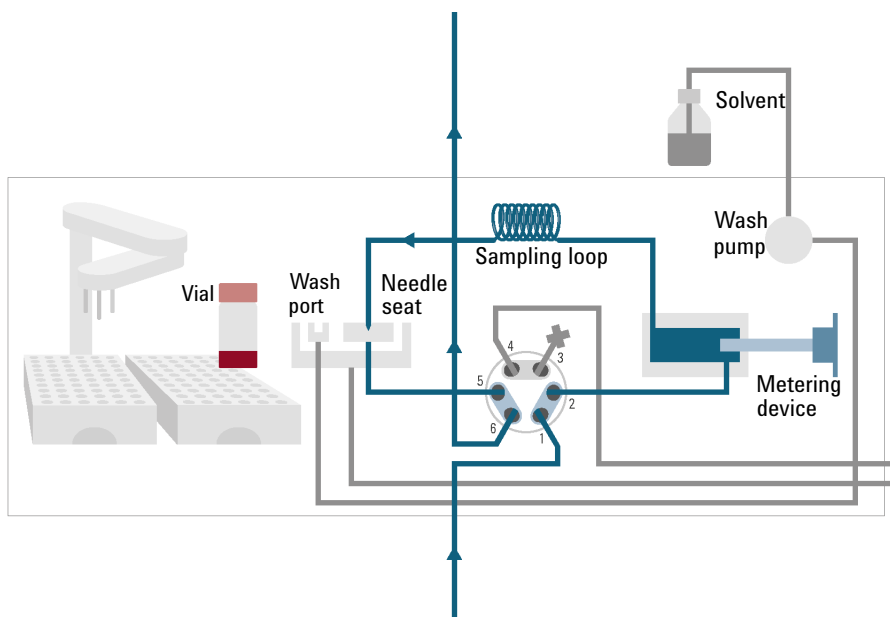 Solvent
Wash
pump
Sampling loop
Vial
Wash
port
Needle
seat
4
3
5
2
6
1
Metering
device